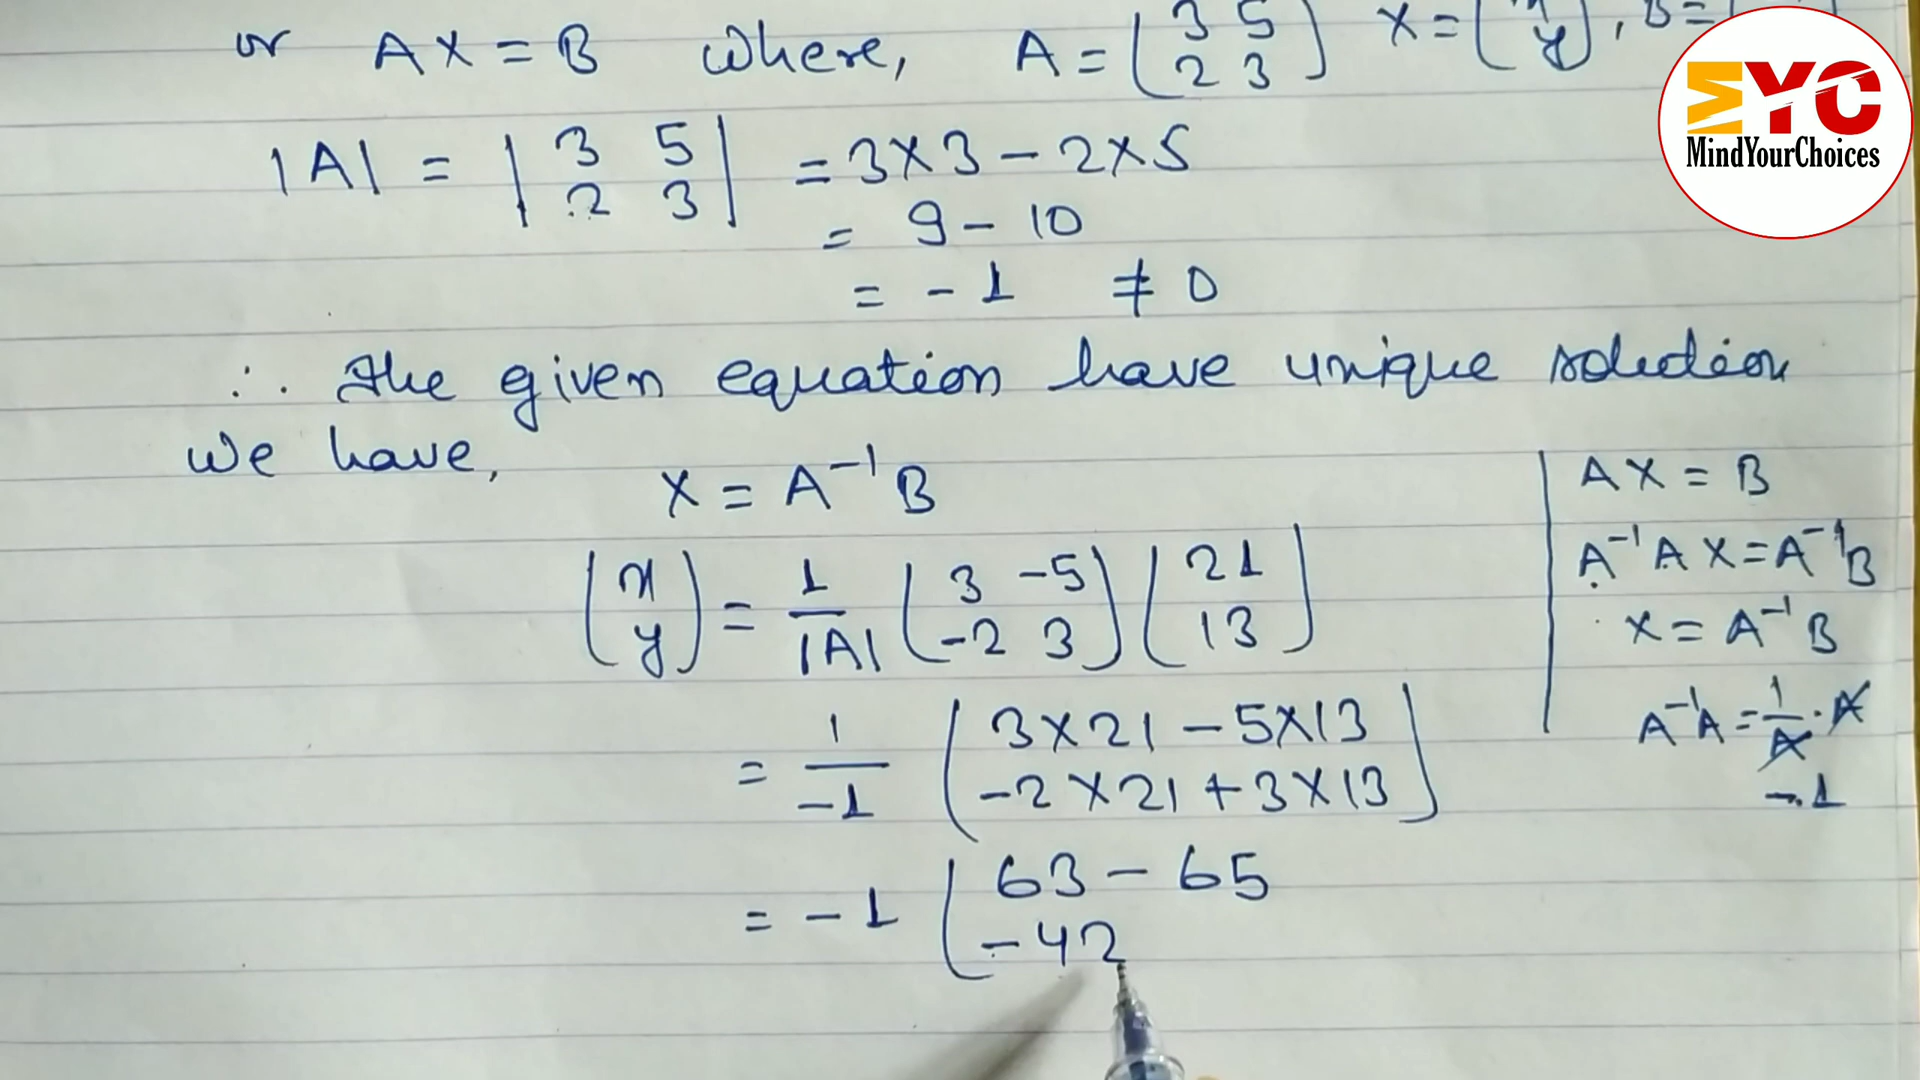 or AX = B where, A = (3 5 2 3) X = ( y ), B =
MYC
MindYourChoices
|A| = | 3 5 2 3 | = 3×3 - 2×5
= 9 - 10
= -1 ≠ 0
∴ the given equation have unique solution
We have,
X = A⁻¹B
(x y) = 1/|A| (3 -5 -2 3) (21 13)
= 1/-1 (3×21 - 5×13 -2×21 + 3×13)
= -1 (63 - 65 -42
AX = B
A⁻¹AX = A⁻¹B
X = A⁻¹B
A⁻¹A = 1/A · A
1